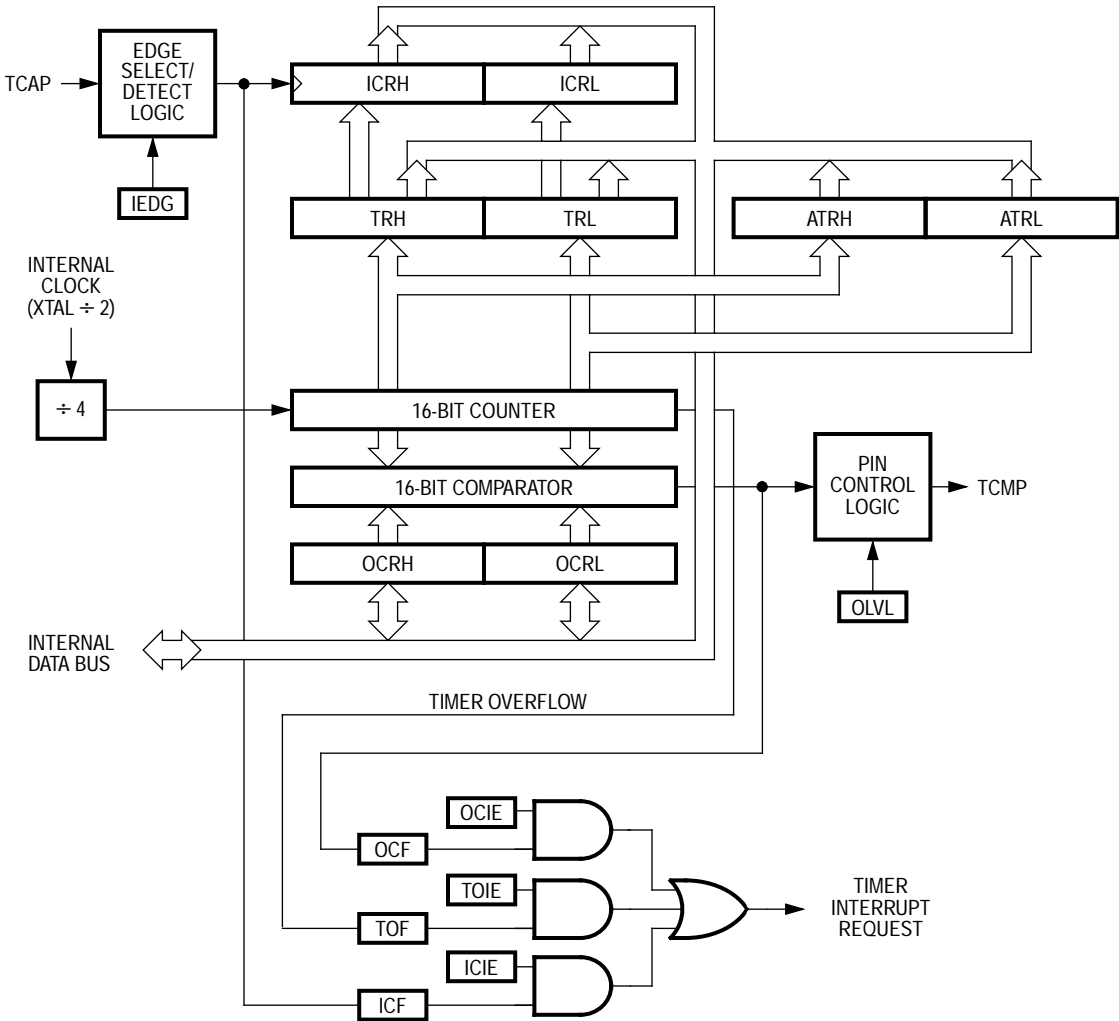 EDGE
SELECT/
DETECT
LOGIC
TCAP
ICRH
ICRL
IEDG
TRH
TRL
ATRH
ATRL
INTERNAL
CLOCK
(XTAL ÷ 2)
÷ 4
16-BIT COUNTER
16-BIT COMPARATOR
PIN
CONTROL
LOGIC
TCMP
OCRH
OCRL
OLVL
INTERNAL
DATA BUS
TIMER OVERFLOW
OCIE
OCF
TOIE
TOF
ICIE
ICF
TIMER
INTERRUPT
REQUEST